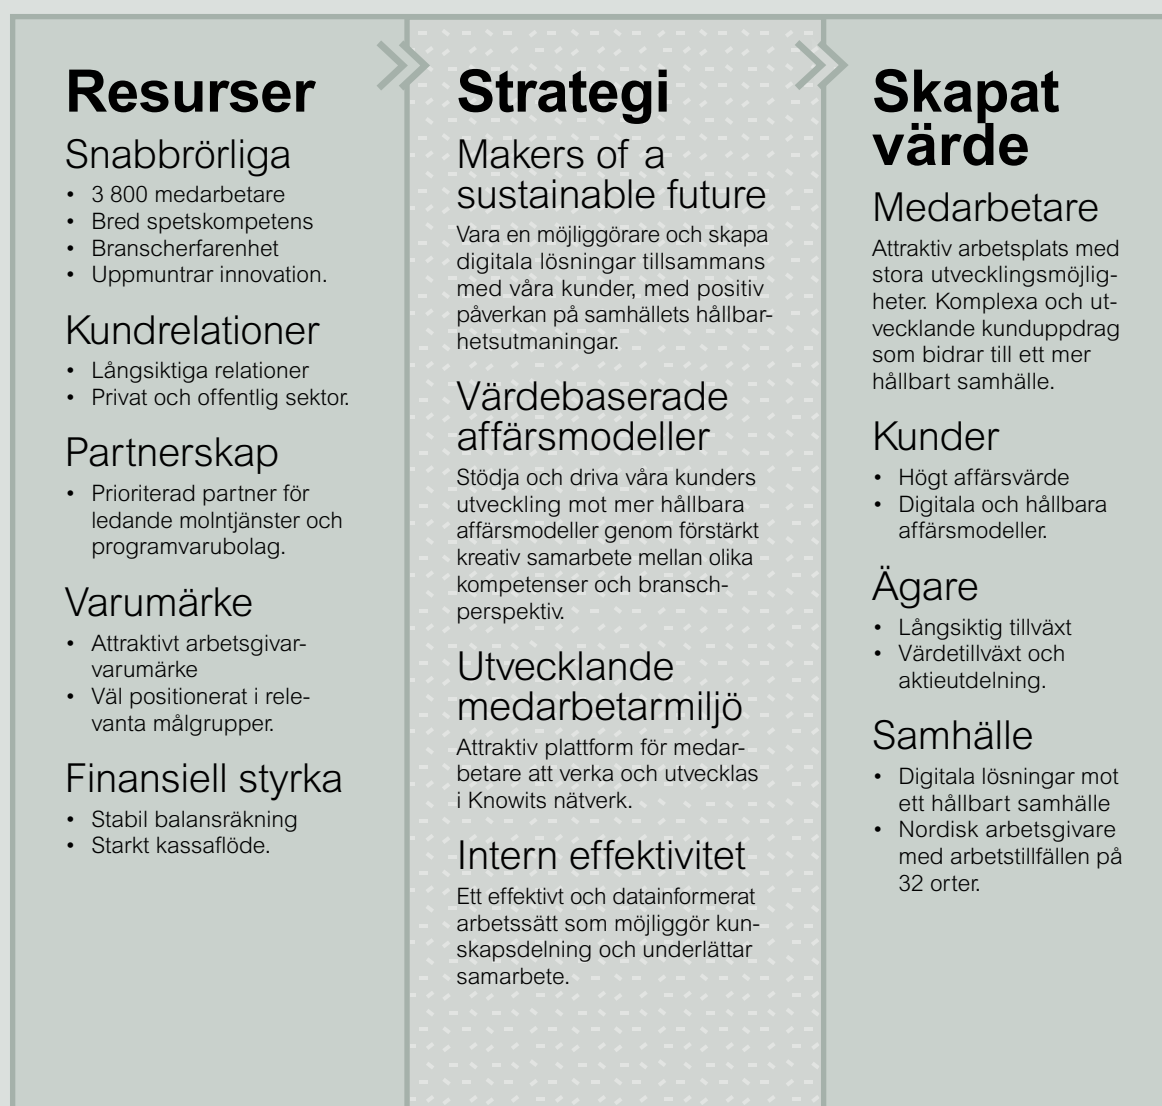 Resurser
Snabbrörliga
• 3 800 medarbetare
• Bred spetskompetens
• Branscherfarenhet
• Uppmuntrar innovation.
Kundrelationer
• Långsiktiga relationer
• Privat och offentlig sektor.
Partnerskap
• Prioriterad partner för
ledande molntjänster och
programvarubolag.
Varumärke
• Attraktivt arbetsgivar-
varumärke
• Väl positionerat i rele-
vanta målgrupper.
Finansiell styrka
• Stabil balansräkning
• Starkt kassaflöde.
Strategi
Makers of a
sustainable future
Vara en möjliggörare och skapa
digitala lösningar tillsammans
med våra kunder, med positiv
påverkan på samhällets hållbar-
hetsutmaningar.
Värdebaserade
affärsmodeller
Stödja och driva våra kunders
utveckling mot mer hållbara
affärsmodeller genom förstärkt
kreativ samarbete mellan olika
kompetenser och bransch-
perspektiv.
Utvecklande
medarbetarmiljö
Attraktiv plattform för medar-
betare att verka och utvecklas
i Knowits nätverk.
Intern effektivitet
Ett effektivt och datainformerat
arbetssätt som möjliggör kun-
skapsdelning och underlättar
samarbete.
Skapat
värde
Medarbetare
Attraktiv arbetsplats med
stora utvecklingsmöjlig-
heter. Komplexa och ut-
vecklande kunduppdrag
som bidrar till ett mer
hållbart samhälle.
Kunder
• Högt affärsvärde
• Digitala och hållbara
affärsmodeller.
Ägare
• Långsiktig tillväxt
• Värdetillväxt och
aktieutdelning.
Samhälle
• Digitala lösningar mot
ett hållbart samhälle
• Nordisk arbetsgivare
med arbetstillfällen på
32 orter.